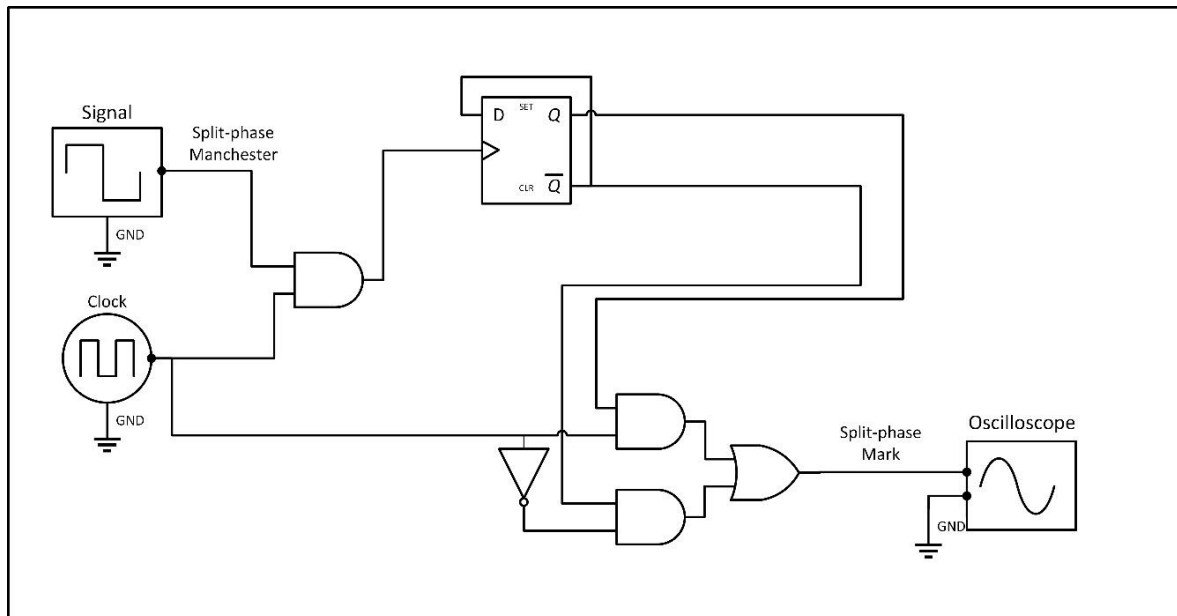 Signal
Split-phase
Manchester
GND
Clock
GND
D
SET
Q
CLR
Q
Split-phase
Mark
Oscilloscope
GND